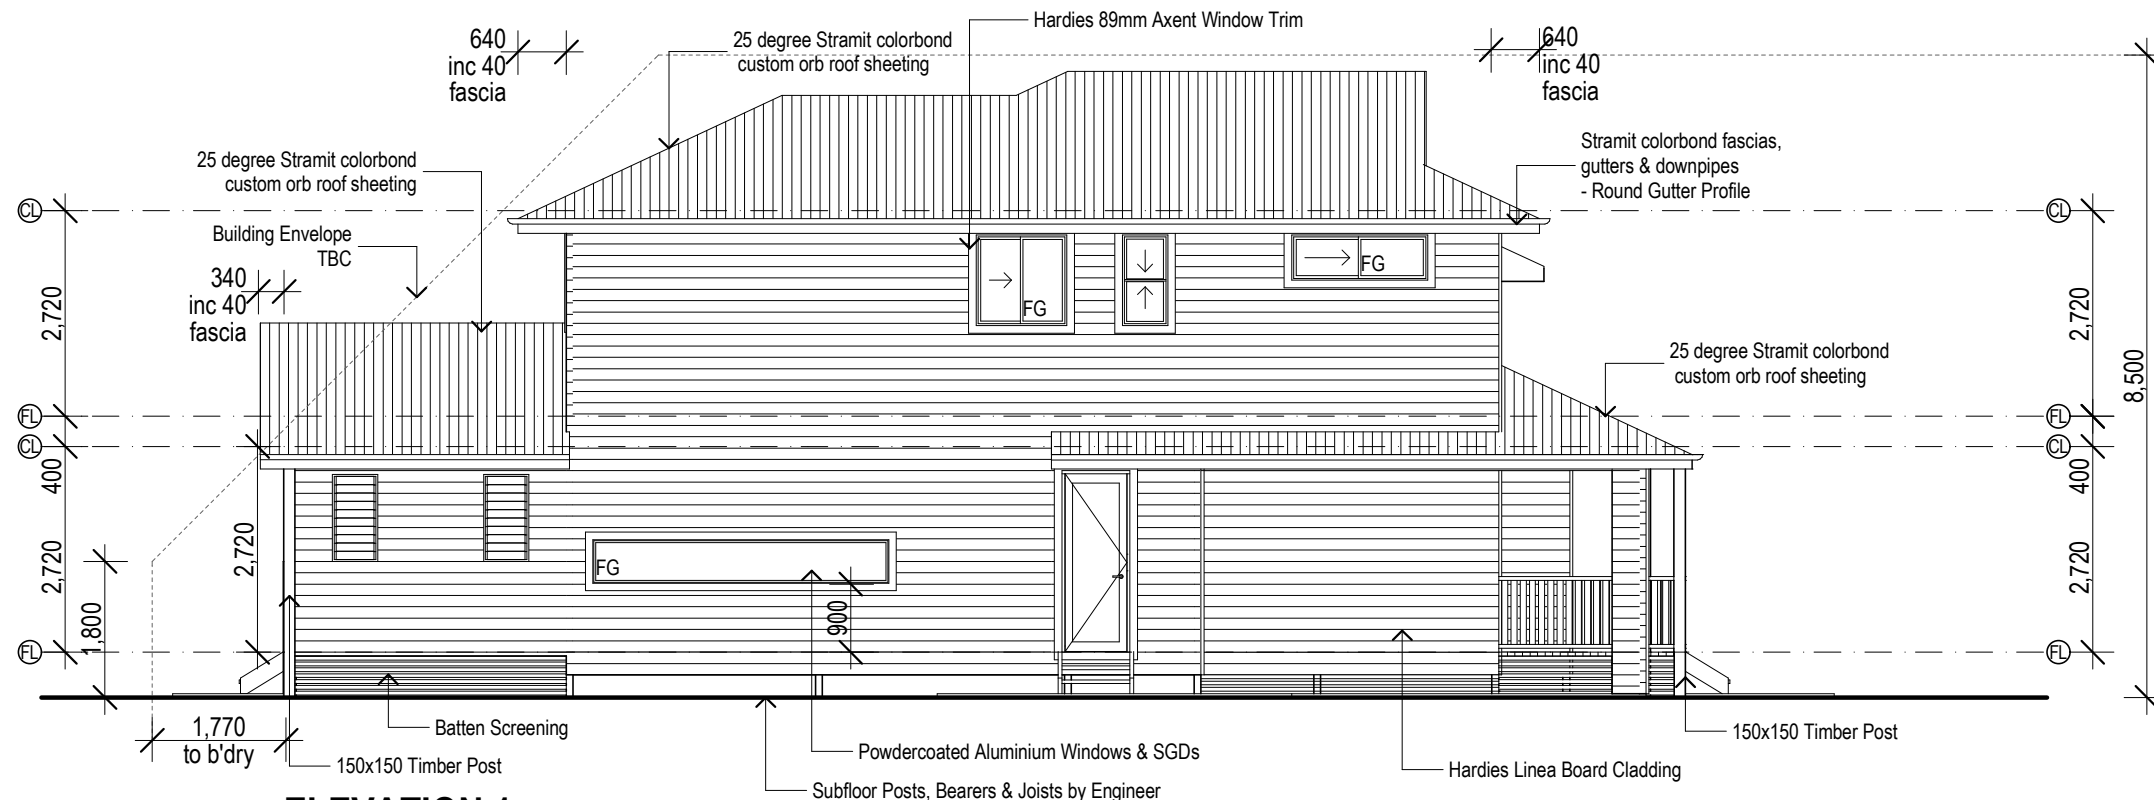 Hardies 89mm Axent Window Trim
640
inc 40
fascia
25 degree Stramit colorbond
custom orb roof sheeting
640
inc 40
fascia
Stramit colorbond fascias,
gutters & downpipes
- Round Gutter Profile
25 degree Stramit colorbond
custom orb roof sheeting
CL
CL
Building Envelope
TBC
340
inc 40
fascia
FG
FG
2,720
2,720
8,500
25 degree Stramit colorbond
custom orb roof sheeting
FL
FL
CL
CL
400
400
2,720
2,720
2,720
FG
900
1,800
FL
FL
1,770
to b'dry
Batten Screening
150x150 Timber Post
Powdercoated Aluminium Windows & SGDs
Subfloor Posts, Bearers & Joists by Engineer
Hardies Linea Board Cladding
150x150 Timber Post
ELEVATION 1